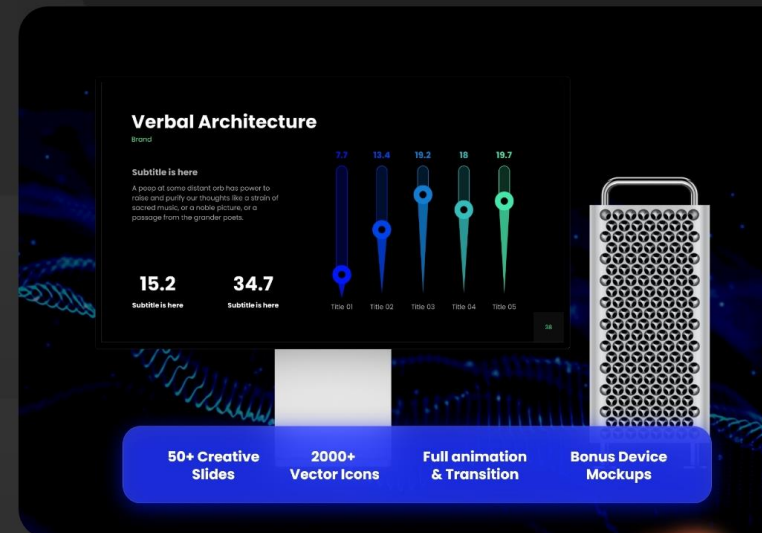 Verbal Architecture
Brand
Subtitle is here
A peep at some distant orb has power to
raise and purify our thoughts like a strain of
sacred music, or a noble picture, or a
passage from the grander poets.
15.2
34.7
Subtitle is here
Subtitle is here
7.7 13.4 19.2 18 19.7
Title 01 Title 02 Title 03 Title 04 Title 05
38
50+ Creative
Slides
2000+
Vector Icons
Full animation
& Transition
Bonus Device
Mockups